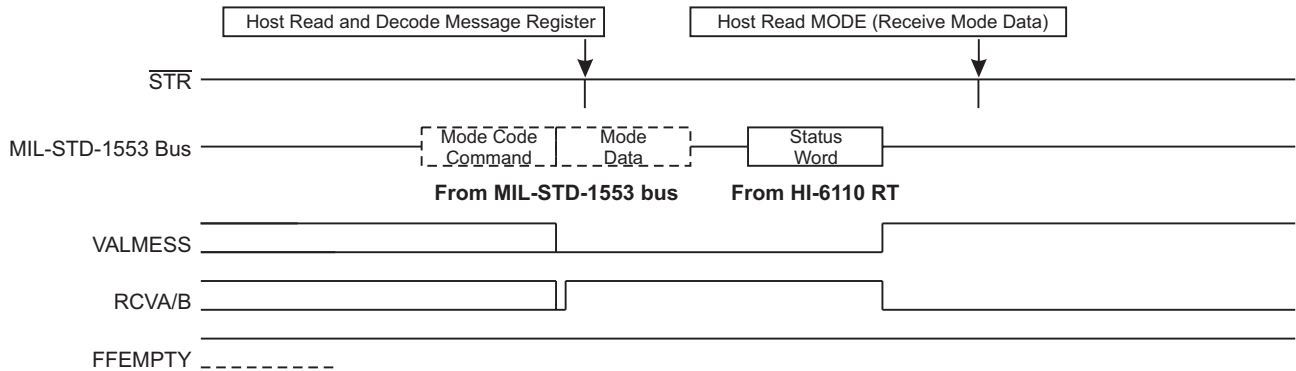 Host Read and Decode Message Register
Host Read MODE (Receive Mode Data)
STR
MIL-STD-1553 Bus
Mode Code
Command
Mode
Data
Status
Word
From MIL-STD-1553 bus
From HI-6110 RT
VALMESS
RCVA/B
FFEMPTY